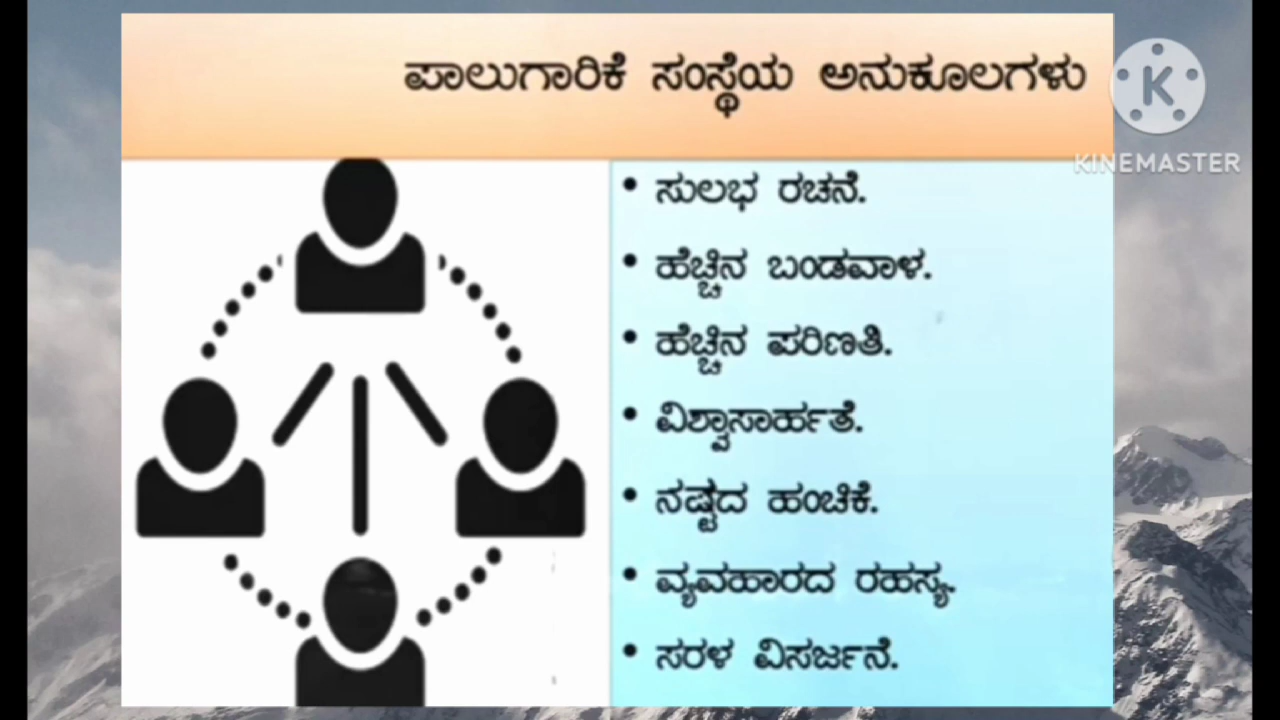 ಪಾಲುಗಾರಿಕೆ ಸಂಸ್ಥೆಯ ಅನುಕೂಲಗಳು
K
KINEMASTER
• ಸುಲಭ ರಚನೆ.
• ಹೆಚ್ಚಿನ ಬಂಡವಾಳ.
• ಹೆಚ್ಚಿನ ಪರಿಣತಿ.
• ವಿಶ್ವಾಸಾರ್ಹತೆ.
• ನಷ್ಟದ ಹಂಚಿಕೆ.
• ವ್ಯವಹಾರದ ರಹಸ್ಯ.
• ಸರಳ ವಿಸರ್ಜನೆ.